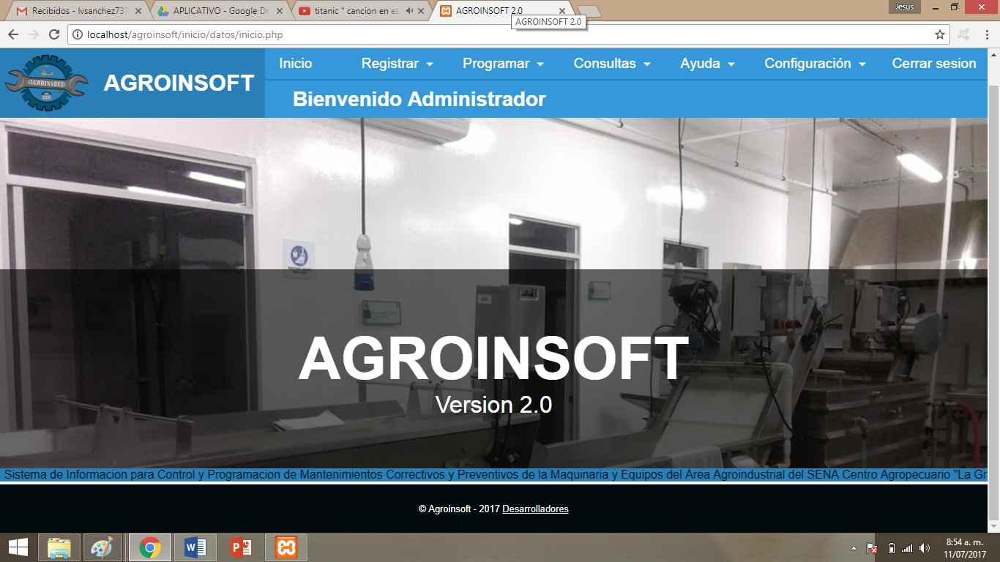 Recibidos - lvsanchez737
APLICATIVO - Google Dri
titanic " cancion en es
AGROINSOFT 2.0
Jesus
AGROINSOFT 2.0
localhost/agroinsoft/inicio/datos/inicio.php
AGROINSOFT
AGROINSOFT
Inicio
Registrar
Programar
Consultas
Ayuda
Configuración
Cerrar sesion
Bienvenido Administrador
AGROINSOFT
Version 2.0
Sistema de Informacion para Control y Programacion de Mantenimientos Correctivos y Preventivos de la Maquinaria y Equipos del Área Agroindustrial del SENA Centro Agropecuario "La Gr
© Agroinsoft - 2017 Desarrolladores
8:54 a. m.
11/07/2017